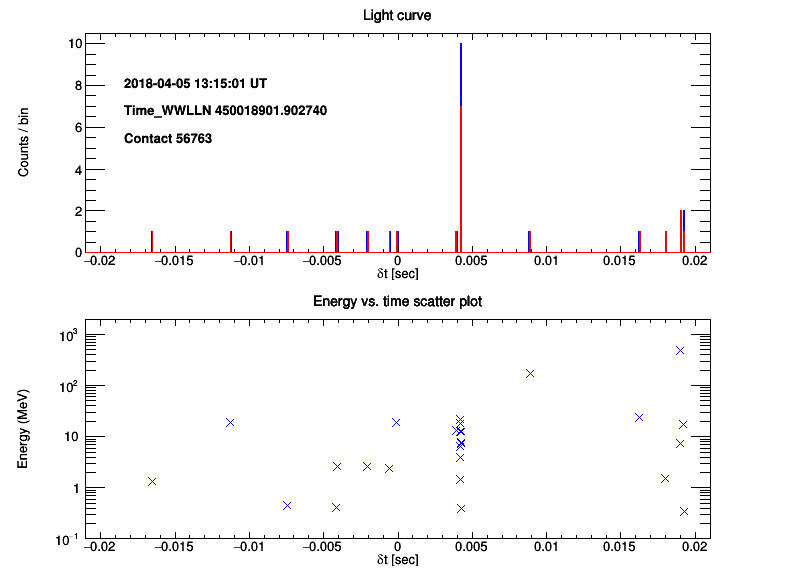 Light curve
10
8
6
4
2
0
Counts / bin
2018-04-05 13:15:01 UT
Time_WWLLN 450018901.902740
Contact 56763
−0.02 −0.015 −0.01 −0.005 0 0.005 0.01 0.015 0.02
δt [sec]
Energy vs. time scatter plot
10³
10²
10
1
10⁻¹
Energy (MeV)
−0.02 −0.015 −0.01 −0.005 0 0.005 0.01 0.015 0.02
δt [sec]